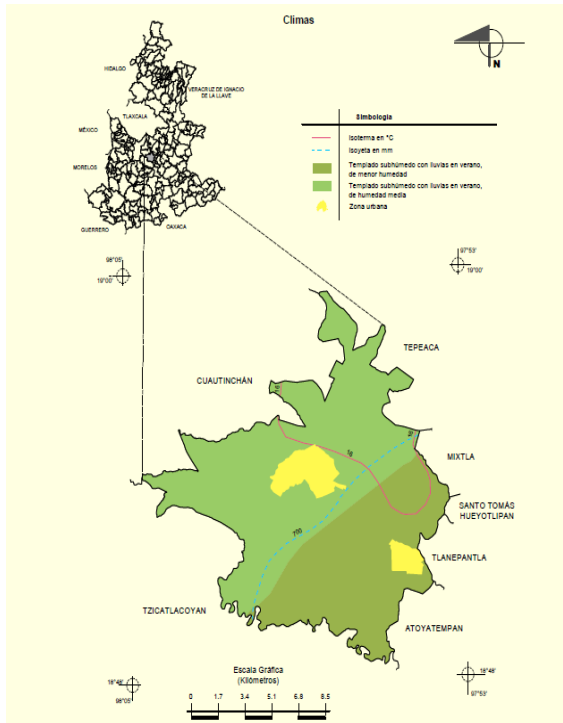 Climas
HIDALGO
VERACRUZ DE IGNACIO
DE LA LLAVE
TLAXCALA
MÉXICO
MORELOS
GUERRERO
OAXACA
N
Simbología
Isoterma en °C
Isoyeta en mm
Templado subhúmedo con lluvias en verano,
de menor humedad
Templado subhúmedo con lluvias en verano,
de humedad media
Zona urbana
98°05'
19°00'
97°53'
19°00'
TEPEACA
CUAUTINCHÁN
MIXTLA
SANTO TOMÁS
HUEYOTLIPAN
TLANEPANTLA
700
TZICATLACOYAN
ATOYATEMPAN
Escala Gráfica
(Kilómetros)
0 1.7 3.4 5.1 6.8 8.5
18°48'
98°05'
18°48'
97°53'